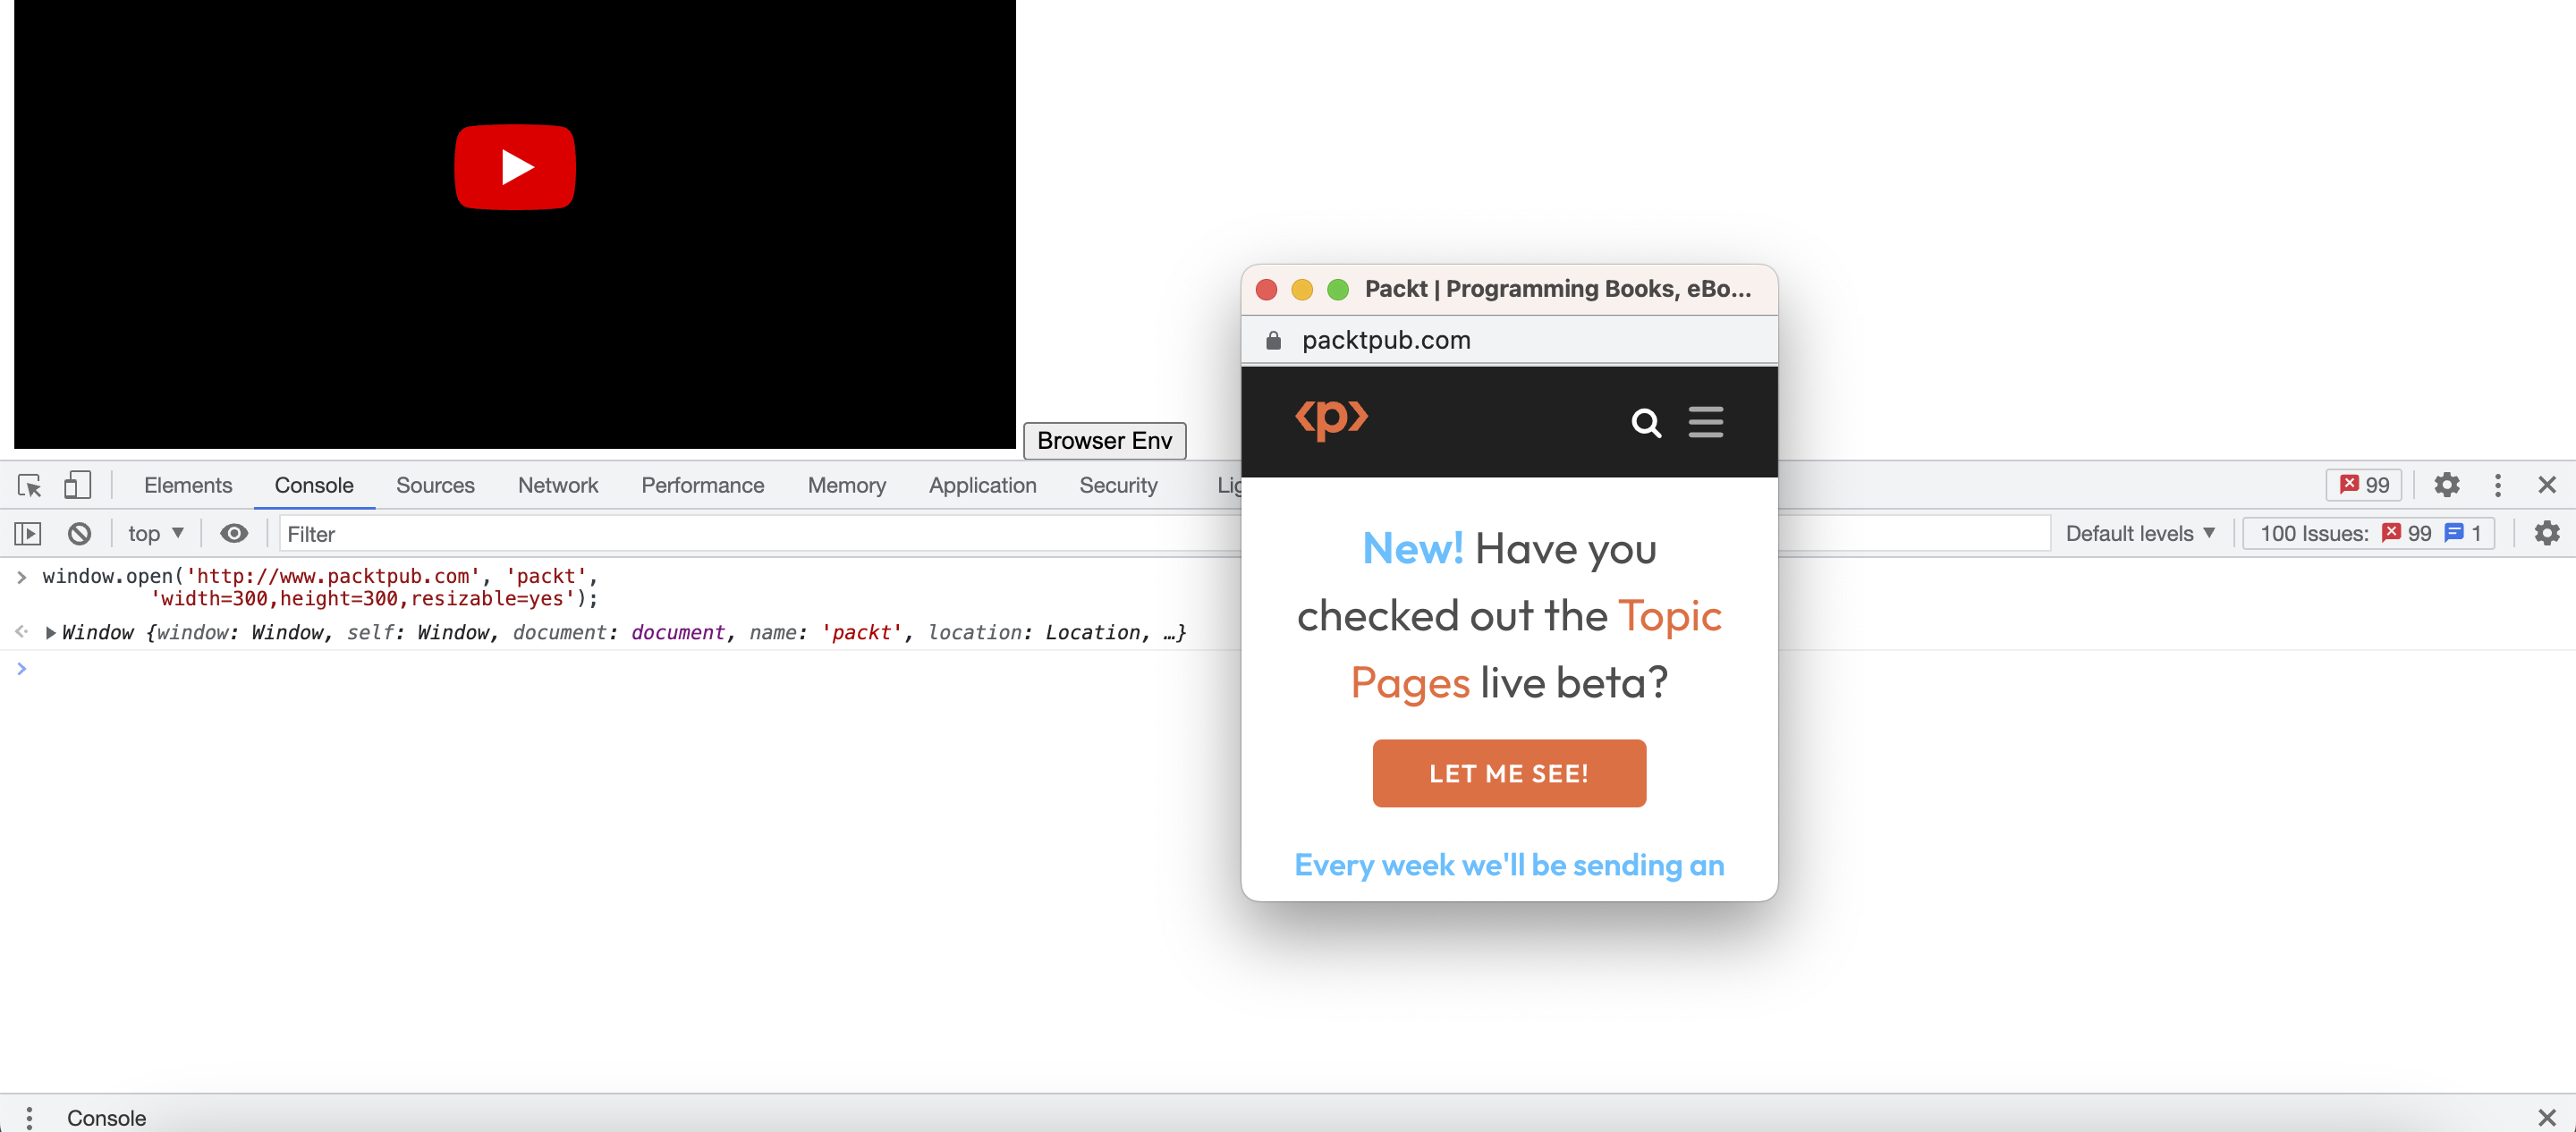 Browser Env
Packt | Programming Books, eBo...
packtpub.com
<p>
New! Have you
checked out the Topic
Pages live beta?
LET ME SEE!
Every week we'll be sending an
Elements Console Sources Network Performance Memory Application Security Lig
99
top ▼ Filter Default levels ▼ 100 Issues: 99 1
> window.open('http://www.packtpub.com', 'packt',
'width=300,height=300,resizable=yes');
Window {window: Window, self: Window, document: document, name: 'packt', location: Location, …}
>
Console